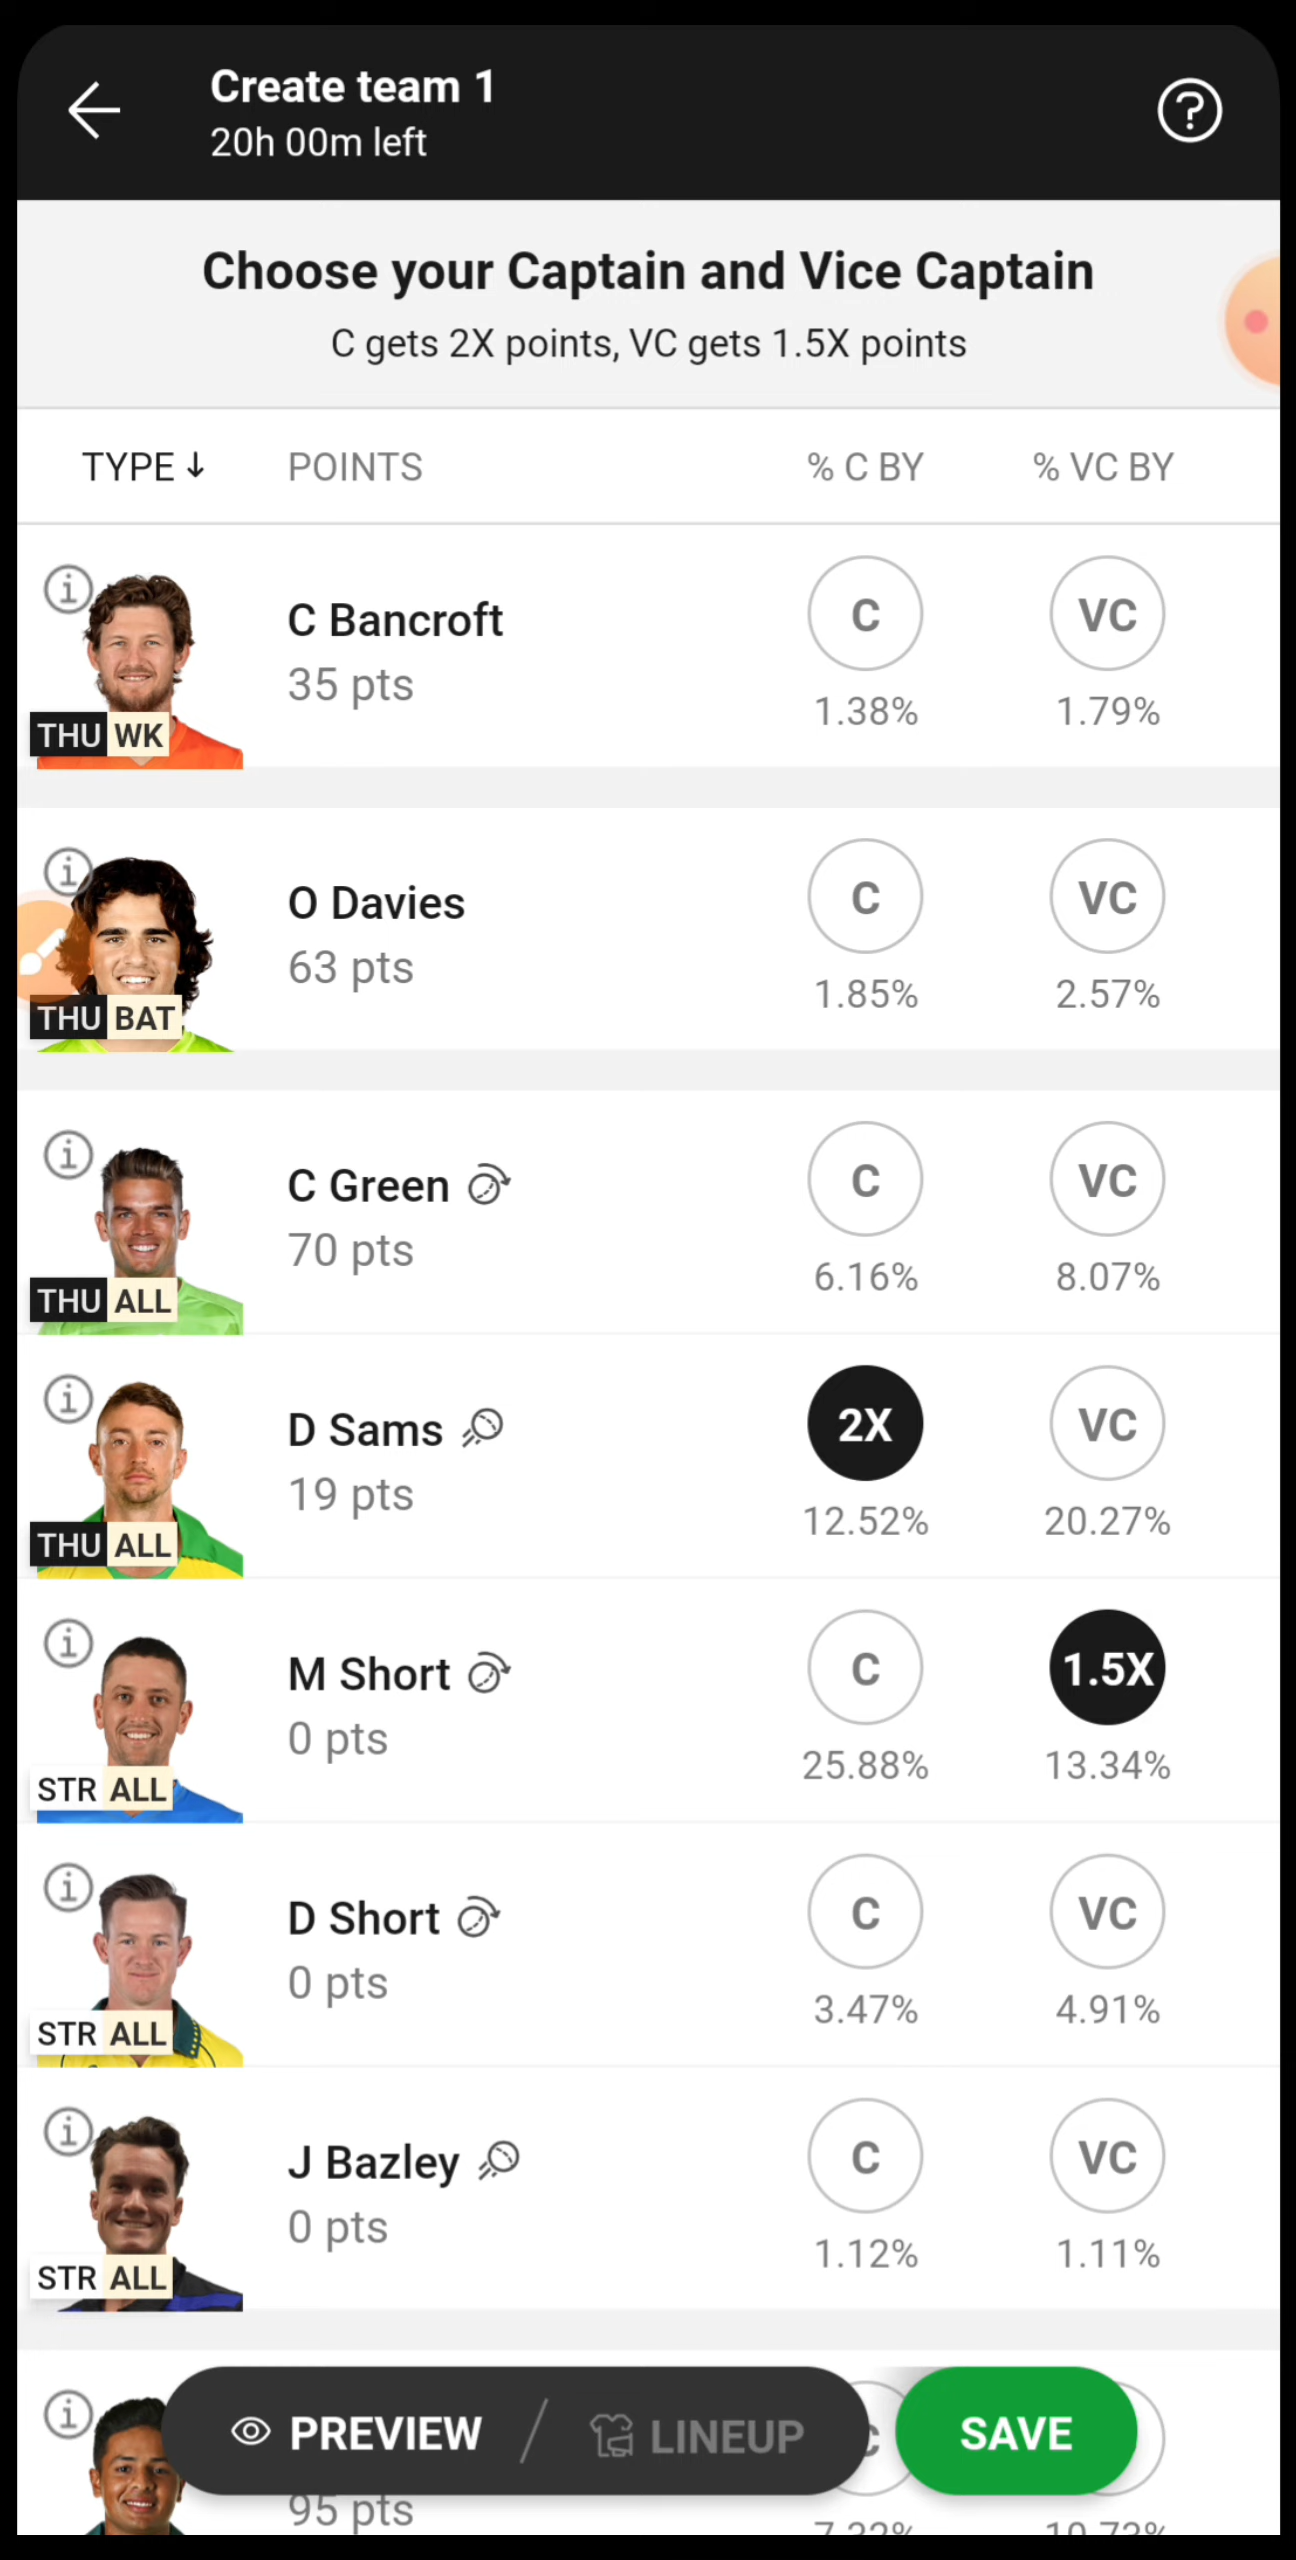 Create team 1
20h 00m left
Choose your Captain and Vice Captain
C gets 2X points, VC gets 1.5X points
TYPE ↓ POINTS % C BY % VC BY
C Bancroft
35 pts
THU WK
C VC
1.38% 1.79%
O Davies
63 pts
THU BAT
C VC
1.85% 2.57%
C Green
70 pts
THU ALL
C VC
6.16% 8.07%
D Sams
19 pts
THU ALL
2X VC
12.52% 20.27%
M Short
0 pts
STR ALL
C 1.5X
25.88% 13.34%
D Short
0 pts
STR ALL
C VC
3.47% 4.91%
J Bazley
0 pts
STR ALL
C VC
1.12% 1.11%
PREVIEW / LINEUP SAVE
95 pts